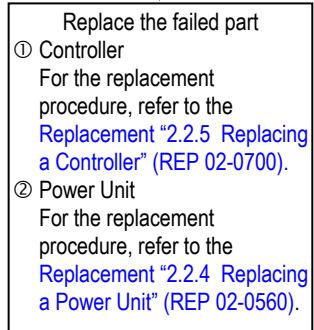 Replace the failed part
① Controller
For the replacement
procedure, refer to the
Replacement “2.2.5 Replacing
a Controller” (REP 02-0700).
② Power Unit
For the replacement
procedure, refer to the
Replacement “2.2.4 Replacing
a Power Unit” (REP 02-0560).